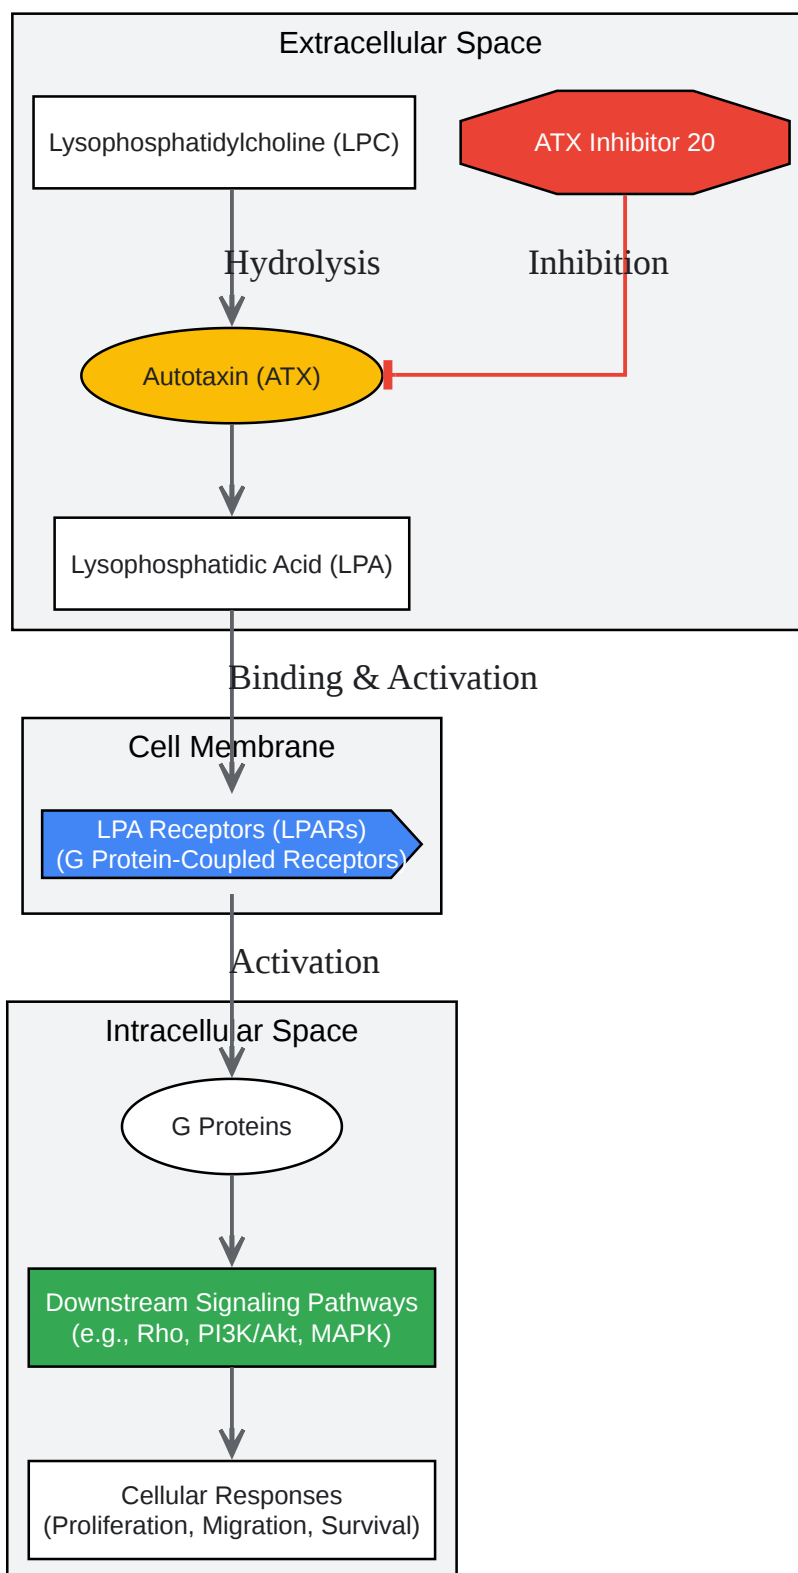 Extracellular Space
Lysophosphatidylcholine (LPC)
ATX Inhibitor 20
Hydrolysis
Inhibition
Autotaxin (ATX)
Lysophosphatidic Acid (LPA)
Binding & Activation
Cell Membrane
LPA Receptors (LPARs)
(G Protein-Coupled Receptors)
Activation
Intracellular Space
G Proteins
Downstream Signaling Pathways
(e.g., Rho, PI3K/Akt, MAPK)
Cellular Responses
(Proliferation, Migration, Survival)